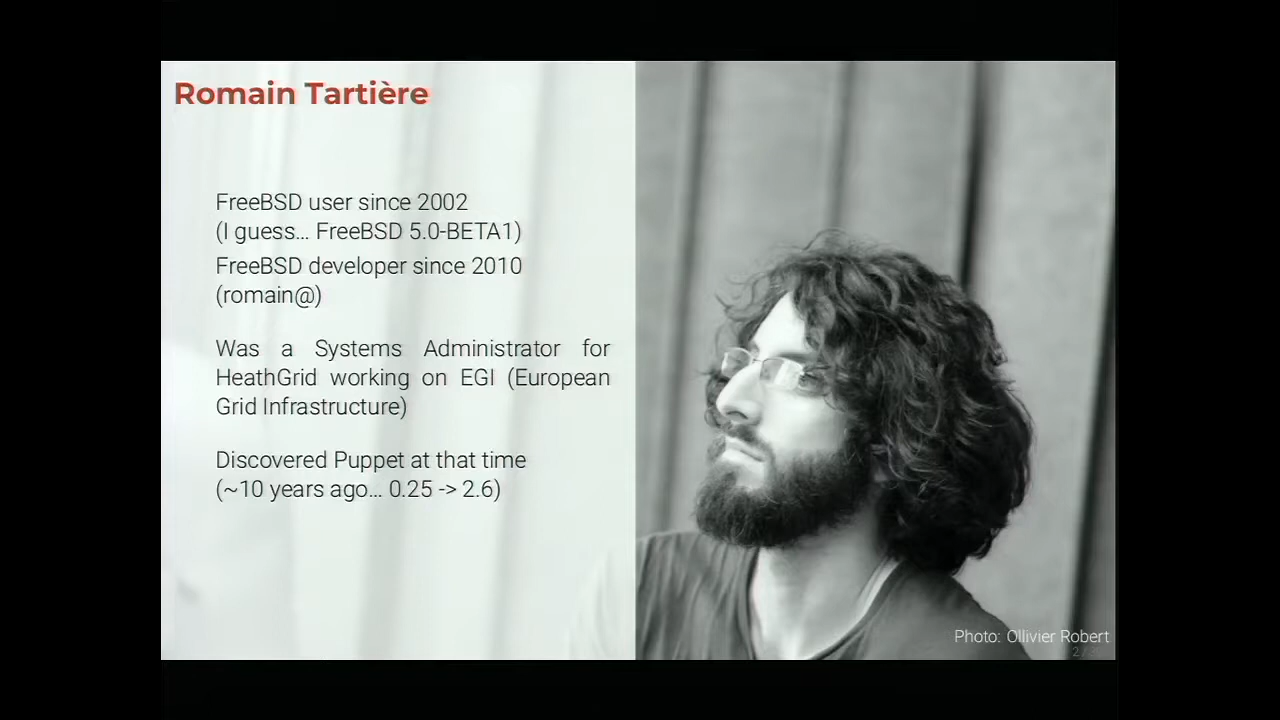 Romain Tartière
FreeBSD user since 2002
(I guess... FreeBSD 5.0-BETA1)
FreeBSD developer since 2010
(romain@)
Was a Systems Administrator for
HeathGrid working on EGI (European
Grid Infrastructure)
Discovered Puppet at that time
(~10 years ago... 0.25 -> 2.6)
Photo: Ollivier Robert